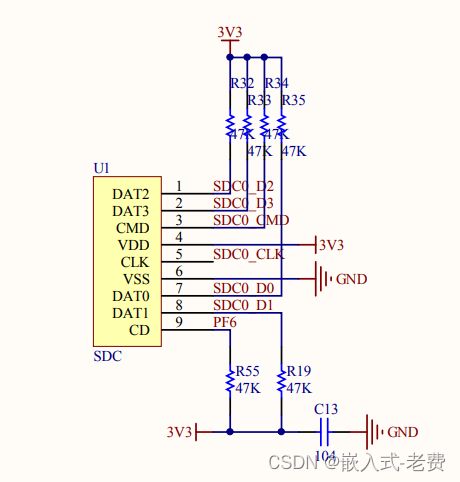 3V3
R32
R34
R33
R35
47K
47K
47K
47K
U1
DAT2 1 SDC0_D2
DAT3 2 SDC0_D3
CMD 3 SDC0_CMD
VDD 4 3V3
CLK 5 SDC0_CLK
VSS 6 GND
DAT0 7 SDC0_D0
DAT1 8 SDC0_D1
CD 9 PF6
SDC
R55
47K
R19
47K
C13
3V3
GND
104
CSDN @嵌入式-老费